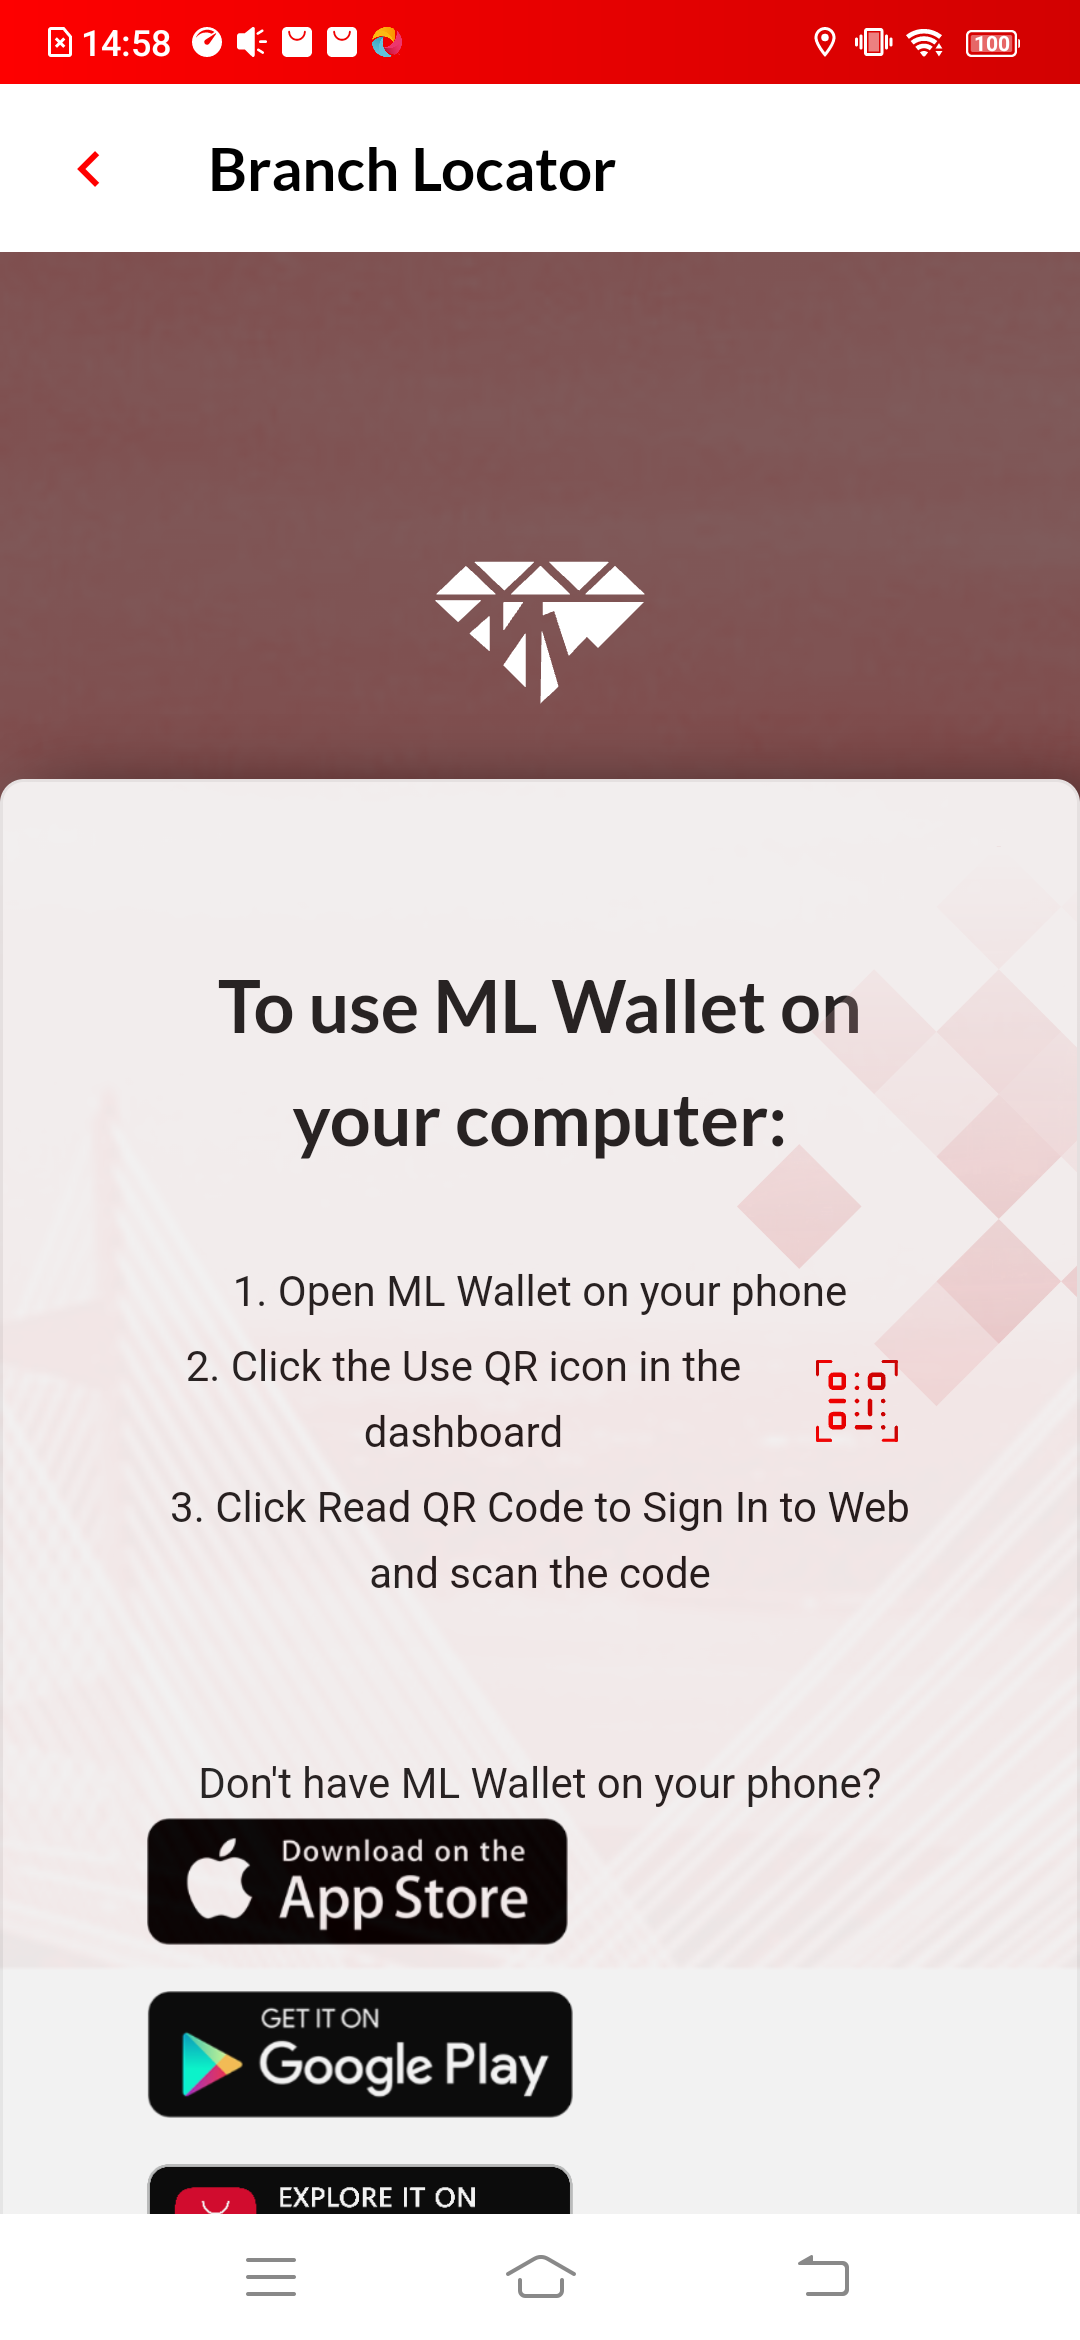 14:58
100
Branch Locator
To use ML Wallet on
your computer:
1. Open ML Wallet on your phone
2. Click the Use QR icon in the
dashboard
3. Click Read QR Code to Sign In to Web
and scan the code
Don't have ML Wallet on your phone?
Download on the
App Store
GET IT ON
Google Play
EXPLORE IT ON